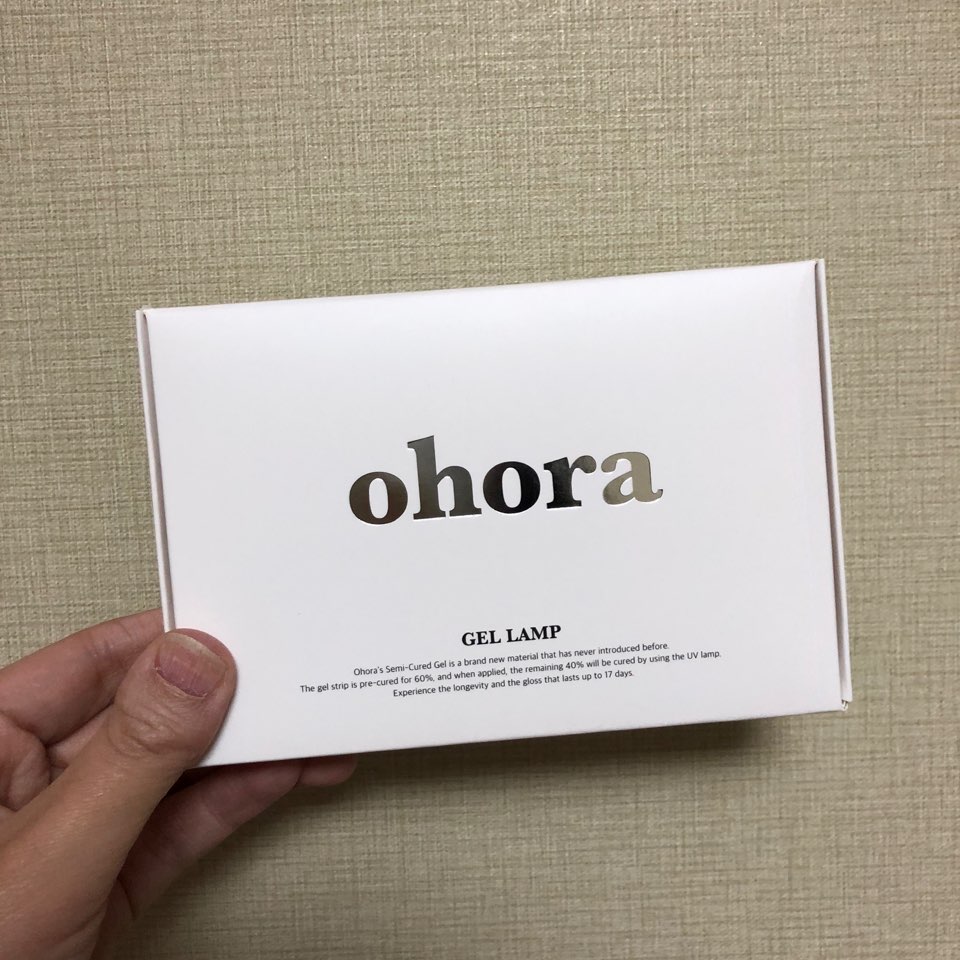 ohora
GEL LAMP
Ohora's Semi-Cured Gel is a brand new material that has never introduced before.
The gel strip is pre-cured for 60%, and when applied, the remaining 40% will be cured by using the UV lamp.
Experience the longevity and the gloss that lasts up to 17 days.